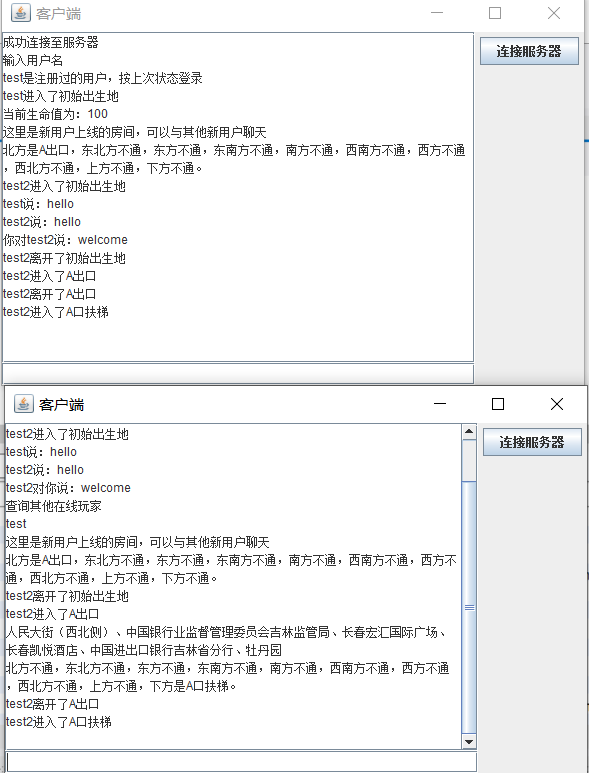 客户端
成功连接至服务器
输入用户名
test是注册过的用户，按上次状态登录
test进入了初始出生地
当前生命值为：100
这里是新用户上线的房间，可以与其他新用户聊天
北方是A出口，东北方不通，东方不通，东南方不通，南方不通，西南方不通，西方不通
，西北方不通，上方不通，下方不通。
test2进入了初始出生地
test说：hello
test2说：hello
你对test2说：welcome
test2离开了初始出生地
test2进入了A出口
test2离开了A出口
test2进入了A口扶梯
连接服务器
客户端
test2进入了初始出生地
test说：hello
test2说：hello
test2对你说：welcome
查询其他在线玩家
test
这里是新用户上线的房间，可以与其他新用户聊天
北方是A出口，东北方不通，东方不通，东南方不通，南方不通，西南方不通，西方不
通，西北方不通，上方不通，下方不通。
test2离开了初始出生地
test2进入了A出口
人民大街（西北侧）、中国银行业监督管理委员会吉林监管局、长春宏汇国际广场、
长春凯悦酒店、中国进出口银行吉林省分行、牡丹园
北方不通，东北方不通，东方不通，东南方不通，南方不通，西南方不通，西方不通
，西北方不通，上方不通，下方是A口扶梯。
test2离开了A出口
test2进入了A口扶梯
连接服务器